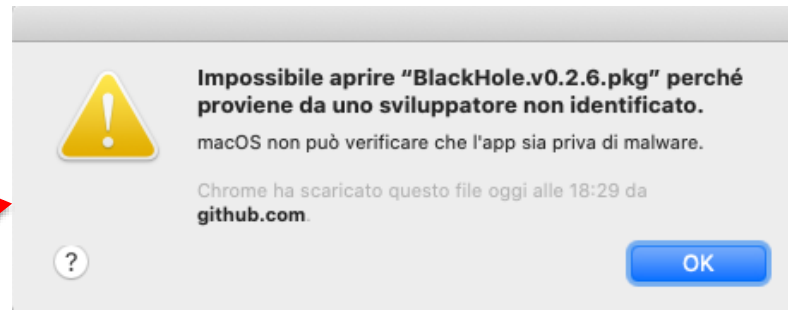 Impossibile aprire “BlackHole.v0.2.6.pkg” perché
proviene da uno sviluppatore non identificato.
macOS non può verificare che l'app sia priva di malware.
Chrome ha scaricato questo file oggi alle 18:29 da
github.com.
?
OK